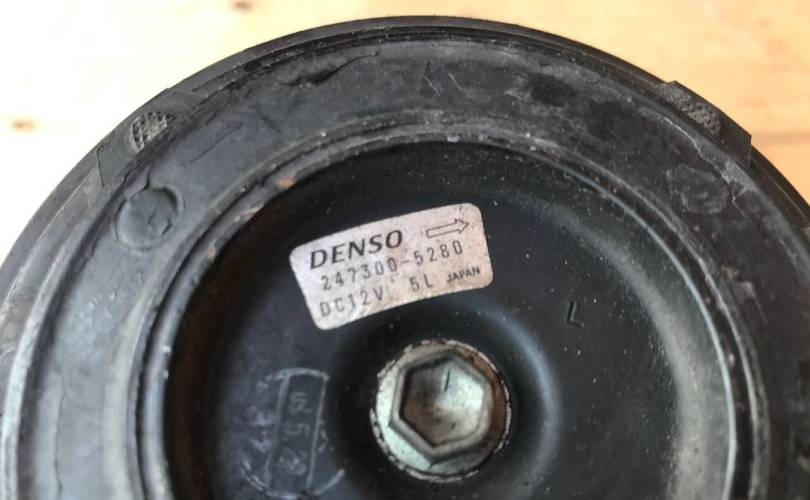 DENSO
247300-5280
DC12V 5L JAPAN
L